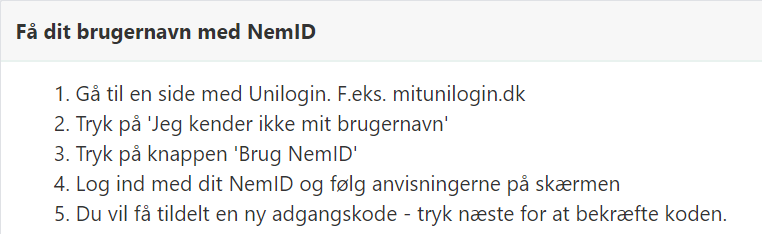 Få dit brugernavn med NemID
1. Gå til en side med Unilogin. F.eks. mitunilogin.dk
2. Tryk på 'Jeg kender ikke mit brugernavn'
3. Tryk på knappen 'Brug NemID'
4. Log ind med dit NemID og følg anvisningerne på skærmen
5. Du vil få tildelt en ny adgangskode - tryk næste for at bekræfte koden.